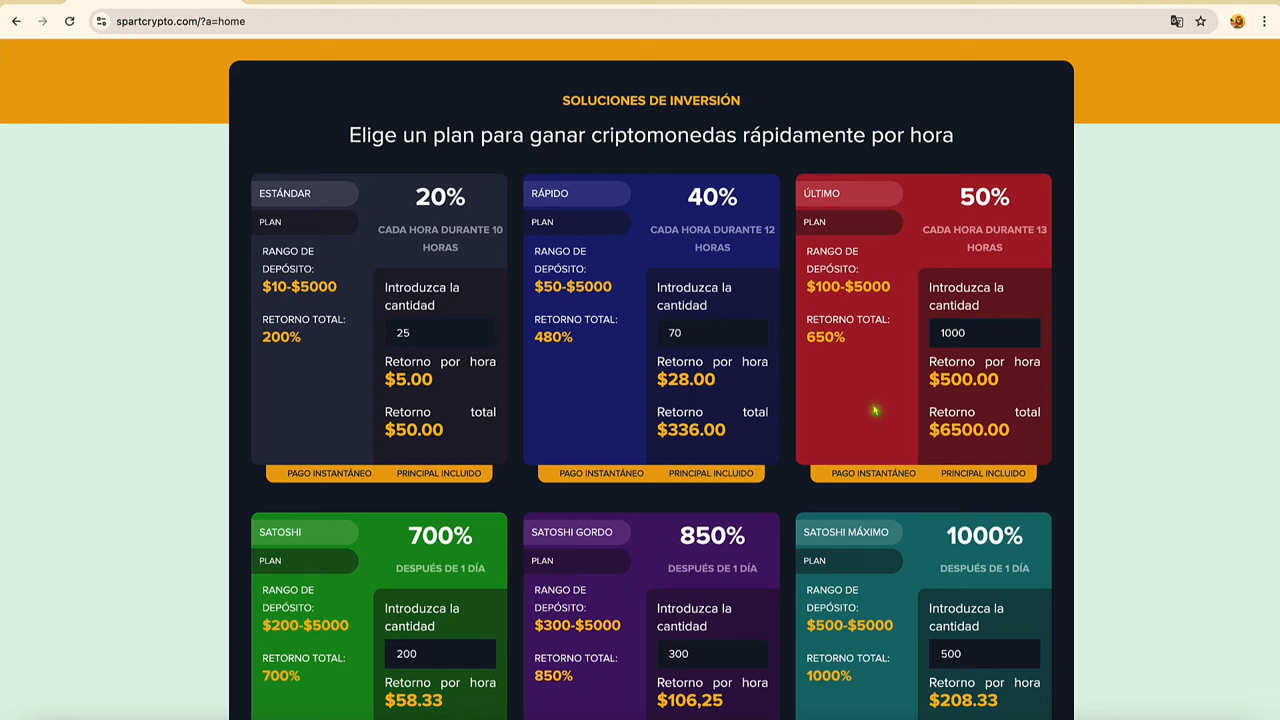 spartcrypto.com/?a=home
SOLUCIONES DE INVERSIÓN
Elige un plan para ganar criptomonedas rápidamente por hora
ESTÁNDAR
PLAN
20%
CADA HORA DURANTE 10
HORAS
RANGO DE
DEPÓSITO:
$10-$5000
RETORNO TOTAL:
200%
Introduzca la
cantidad
25
Retorno por hora
$5.00
Retorno total
$50.00
PAGO INSTANTÁNEO PRINCIPAL INCLUIDO
RÁPIDO
PLAN
40%
CADA HORA DURANTE 12
HORAS
RANGO DE
DEPÓSITO:
$50-$5000
RETORNO TOTAL:
480%
Introduzca la
cantidad
70
Retorno por hora
$28.00
Retorno total
$336.00
PAGO INSTANTÁNEO PRINCIPAL INCLUIDO
ÚLTIMO
PLAN
50%
CADA HORA DURANTE 13
HORAS
RANGO DE
DEPÓSITO:
$100-$5000
RETORNO TOTAL:
650%
Introduzca la
cantidad
1000
Retorno por hora
$500.00
Retorno total
$6500.00
PAGO INSTANTÁNEO PRINCIPAL INCLUIDO
SATOSHI
PLAN
700%
DESPUÉS DE 1 DÍA
RANGO DE
DEPÓSITO:
$200-$5000
RETORNO TOTAL:
700%
Introduzca la
cantidad
200
Retorno por hora
$58.33
SATOSHI GORDO
PLAN
850%
DESPUÉS DE 1 DÍA
RANGO DE
DEPÓSITO:
$300-$5000
RETORNO TOTAL:
850%
Introduzca la
cantidad
300
Retorno por hora
$106,25
SATOSHI MÁXIMO
PLAN
1000%
DESPUÉS DE 1 DÍA
RANGO DE
DEPÓSITO:
$500-$5000
RETORNO TOTAL:
1000%
Introduzca la
cantidad
500
Retorno por hora
$208.33